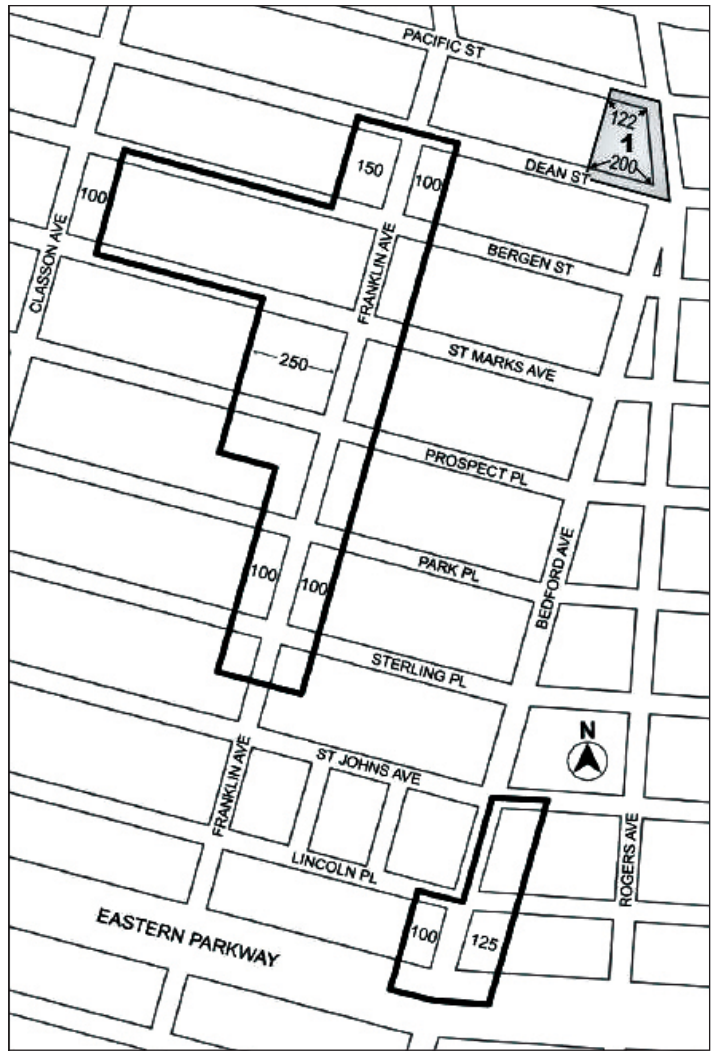 PACIFIC ST
122
1
200
DEAN ST
150
100
100
BERGEN ST
CLASSON AVE
FRANKLIN AVE
250
ST MARKS AVE
PROSPECT PL
PARK PL
BEDFORD AVE
100
100
STERLING PL
N
ST JOHNS AVE
FRANKLIN AVE
ROGERS AVE
LINCOLN PL
EASTERN PARKWAY
100
125